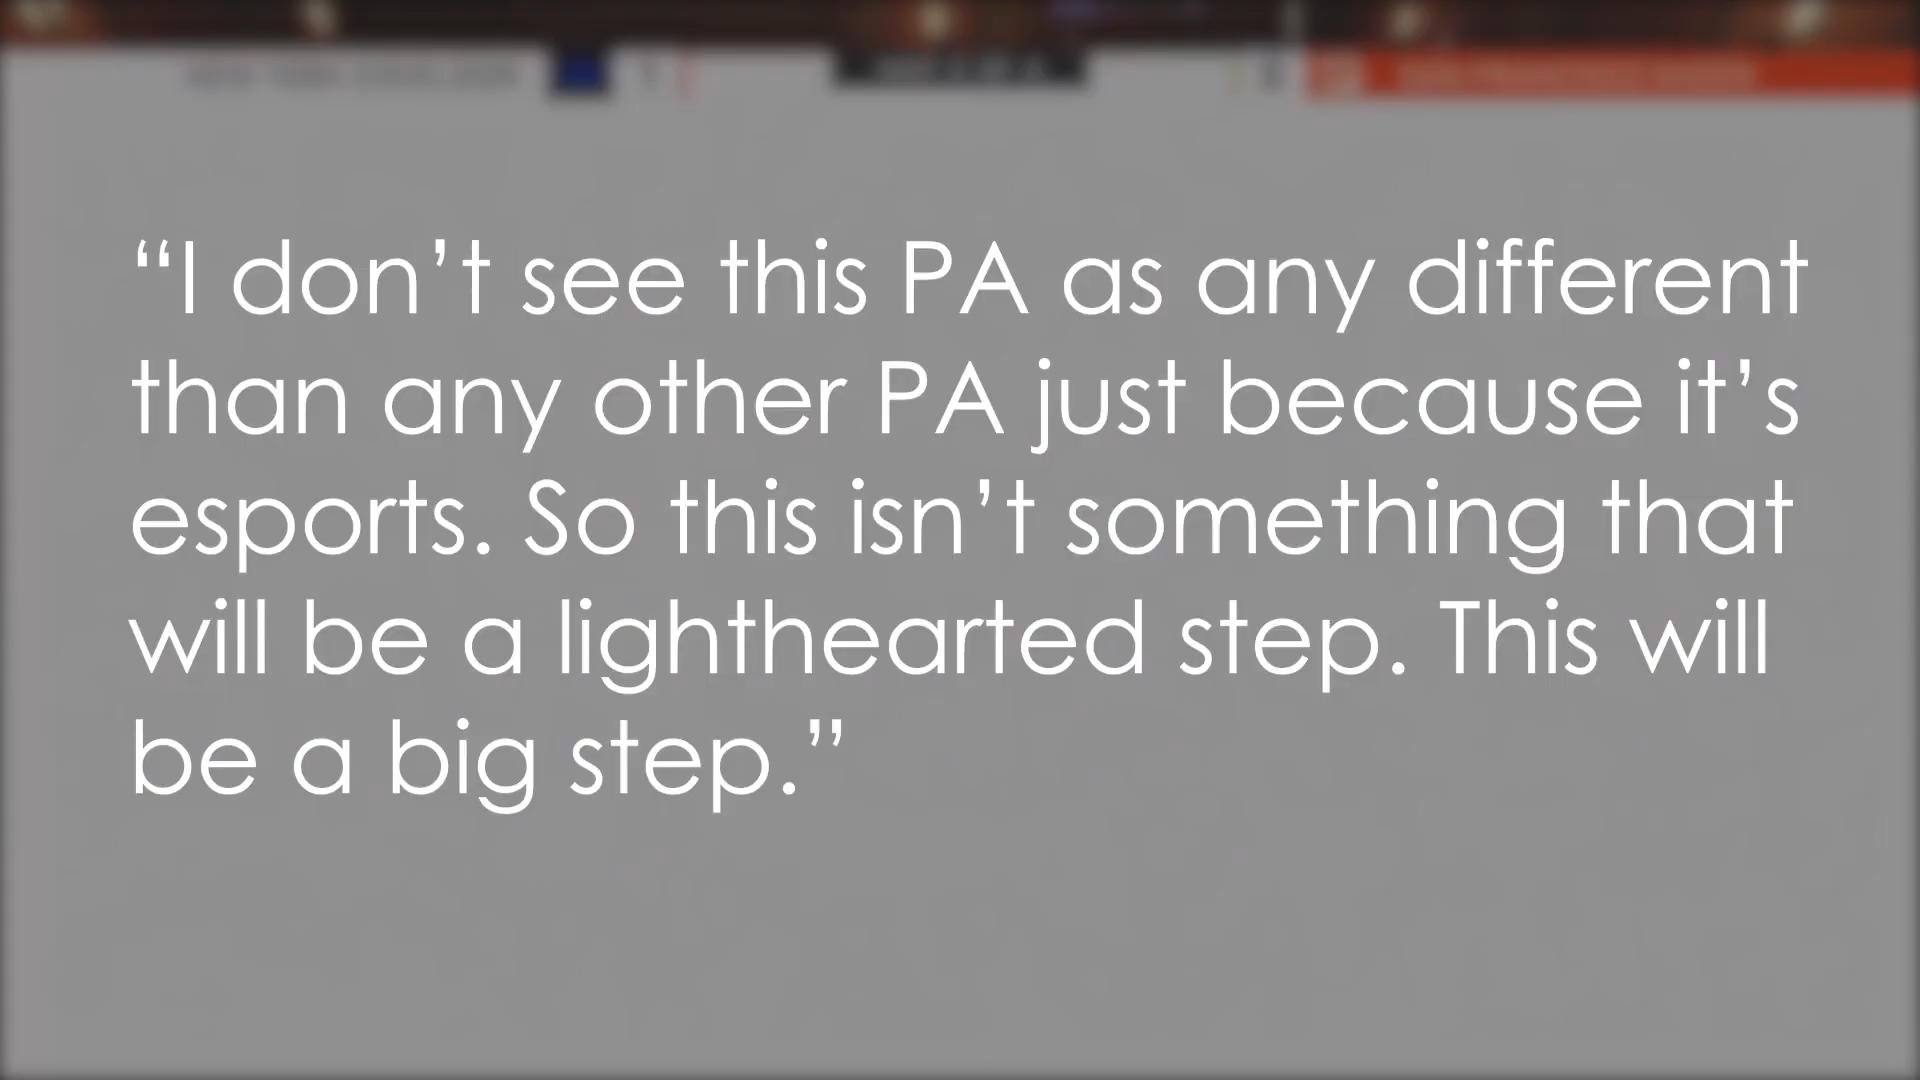 “I don’t see this PA as any different
than any other PA just because it’s
esports. So this isn’t something that
will be a lighthearted step. This will
be a big step.”